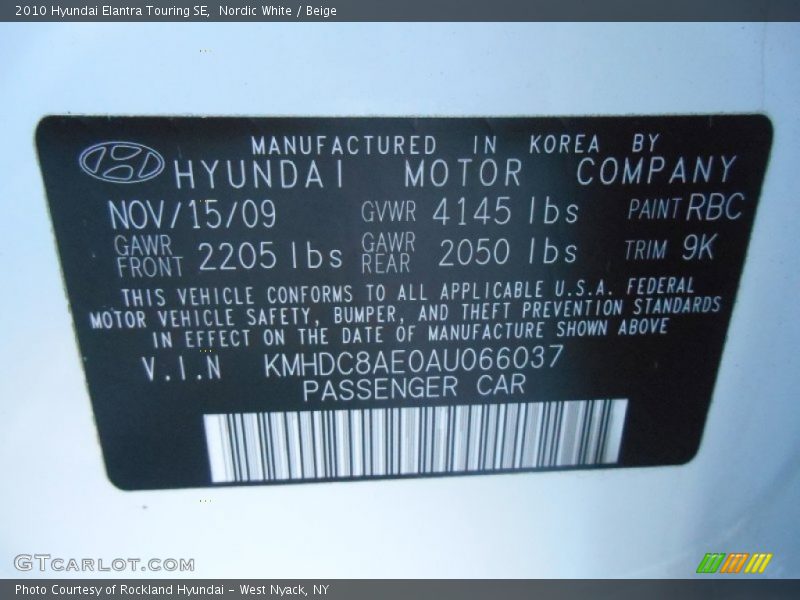 2010 Hyundai Elantra Touring SE,  Nordic White / Beige
MANUFACTURED IN KOREA BY
HYUNDAI MOTOR COMPANY
NOV/15/09 GVWR 4145 lbs PAINT RBC
GAWR FRONT 2205 lbs GAWR REAR 2050 lbs TRIM 9K
THIS VEHICLE CONFORMS TO ALL APPLICABLE U.S.A. FEDERAL
MOTOR VEHICLE SAFETY, BUMPER, AND THEFT PREVENTION STANDARDS
IN EFFECT ON THE DATE OF MANUFACTURE SHOWN ABOVE
V.I.N KMHDC8AE0AU066037
PASSENGER CAR
GTCARLOT.COM
Photo Courtesy of Rockland Hyundai - West Nyack, NY